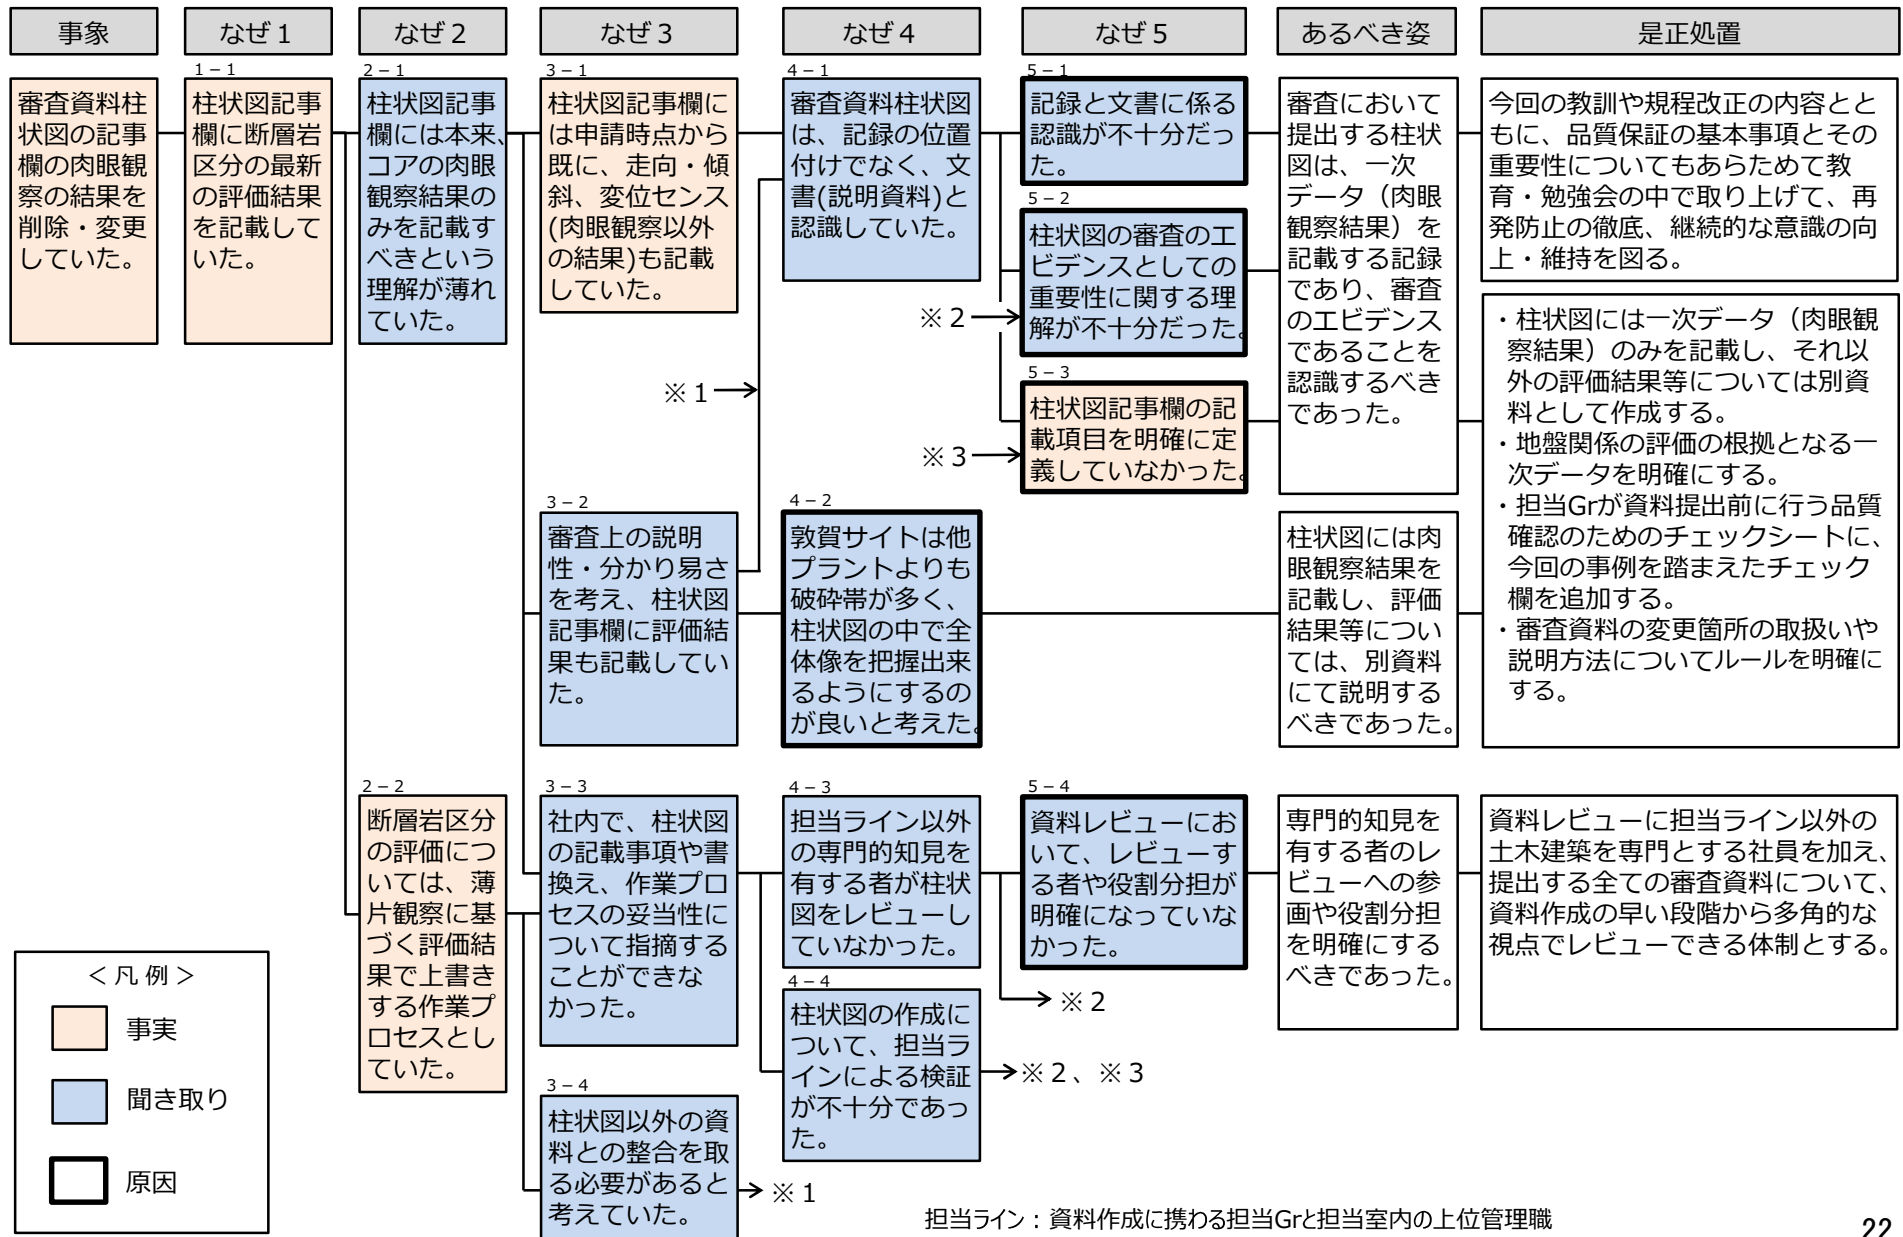 事象
なぜ１
なぜ２
なぜ３
なぜ４
なぜ５
あるべき姿
是正処置
審査資料柱
状図の記事
欄の肉眼観
察の結果を
削除・変更
していた。
１－１
柱状図記事
欄に断層岩
区分の最新
の評価結果
を記載して
いた。
２－１
柱状図記事
欄には本来、
コアの肉眼
観察結果の
みを記載す
べきという
理解が薄れ
ていた。
３－１
柱状図記事欄に
は申請時点から
既に、走向・傾
斜、変位センス
(肉眼観察以外
の結果)も記載
していた。
４－１
審査資料柱状図
は、記録の位置
付けでなく、文
書(説明資料)と
認識していた。
５－１
記録と文書に係る
認識が不十分だっ
た。
５－２
柱状図の審査のエ
ビデンスとしての
重要性に関する理
解が不十分だった。
※２
５－３
柱状図記事欄の記
載項目を明確に定
義していなかった。
※３
※１
審査において
提出する柱状
図は、一次
データ（肉眼
観察結果）を
記載する記録
であり、審査
のエビデンス
であることを
認識するべき
であった。
今回の教訓や規程改正の内容とと
もに、品質保証の基本事項とその
重要性についてもあらためて教
育・勉強会の中で取り上げて、再
発防止の徹底、継続的な意識の向
上・維持を図る。
・柱状図には一次データ（肉眼観
察結果）のみを記載し、それ以
外の評価結果等については別資
料として作成する。
・地盤関係の評価の根拠となる一
次データを明確にする。
・担当Grが資料提出前に行う品質
確認のためのチェックシートに、
今回の事例を踏まえたチェック
欄を追加する。
・審査資料の変更箇所の取扱いや
説明方法についてルールを明確に
する。
３－２
審査上の説明
性・分かり易さ
を考え、柱状図
記事欄に評価結
果も記載してい
た。
４－２
敦賀サイトは他
プラントよりも
破砕帯が多く、
柱状図の中で全
体像を把握出来
るようにするの
が良いと考えた。
柱状図には肉
眼観察結果を
記載し、評価
結果等につい
ては、別資料
にて説明する
べきであった。
２－２
断層岩区分
の評価につ
いては、薄
片観察に基
づく評価結
果で上書き
する作業プ
ロセスとし
ていた。
３－３
社内で、柱状図
の記載事項や書
換え、作業プロ
セスの妥当性に
ついて指摘する
ことができな
かった。
４－３
担当ライン以外
の専門的知見を
有する者が柱状
図をレビューし
ていなかった。
５－４
資料レビューにお
いて、レビューす
る者や役割分担が
明確になっていな
かった。
※２
専門的知見を
有する者のレ
ビューへの参
画や役割分担
を明確にする
べきであった。
資料レビューに担当ライン以外の
土木建築を専門とする社員を加え、
提出する全ての審査資料について、
資料作成の早い段階から多角的な
視点でレビューできる体制とする。
４－４
柱状図の作成に
ついて、担当ラ
インによる検証
が不十分であっ
た。
※２、※３
３－４
柱状図以外の資
料との整合を取
る必要があると
考えていた。
※１
＜凡例＞
事実
聞き取り
原因
担当ライン：資料作成に携わる担当Grと担当室内の上位管理職
22